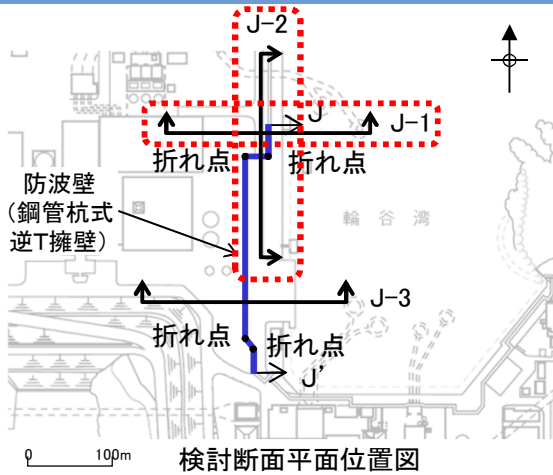 J-2
J
J-1
折れ点
折れ点
防波壁
（鋼管杭式
逆T擁壁）
輪谷湾
J-3
折れ点
折れ点
J'
0
100m
検討断面平面位置図